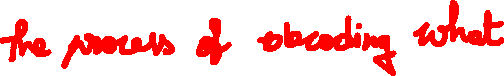 the process of decoding what